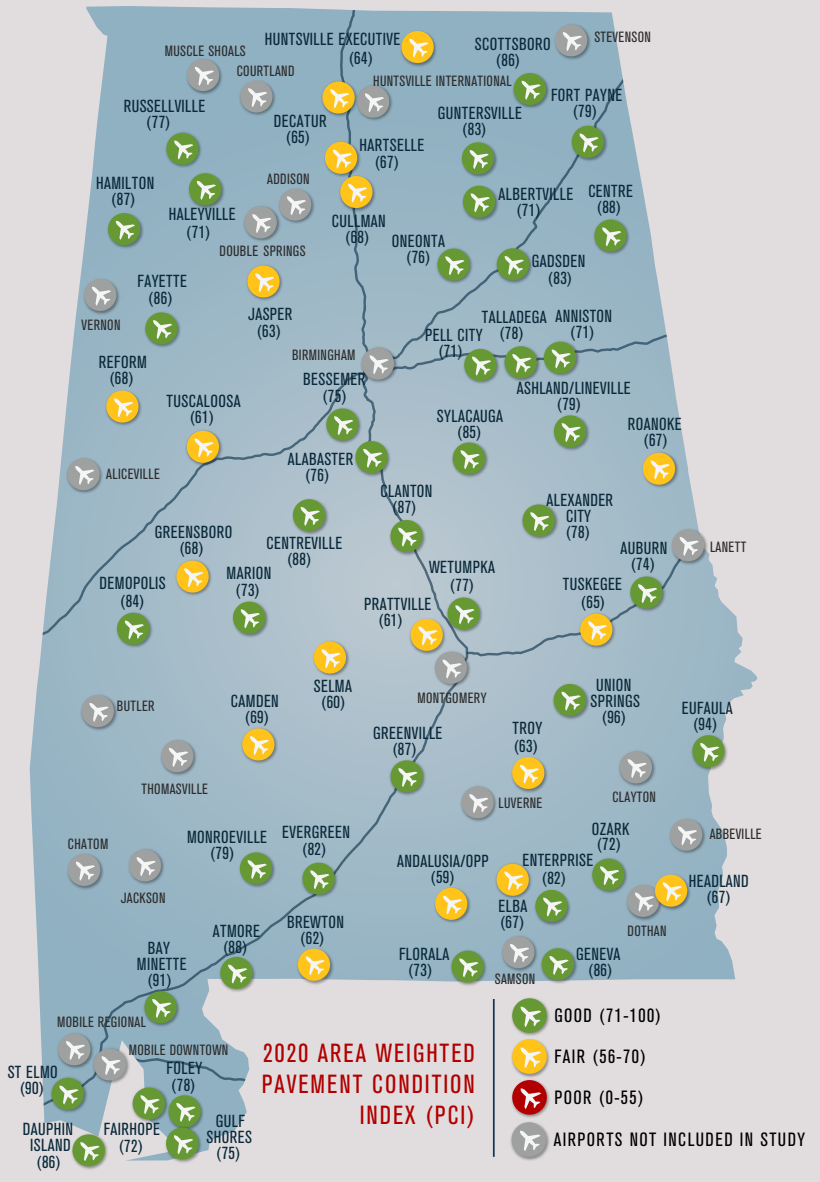 HUNTSVILLE EXECUTIVE
(64)
SCOTTSBORO
(86)
STEVENSON
MUSCLE SHOALS
COURTLAND
HUNTSVILLE INTERNATIONAL
FORT PAYNE
(79)
RUSSELLVILLE
(77)
DECATUR
(65)
GUNTERSVILLE
(83)
HARTSELLE
(67)
HAMILTON
(87)
ADDISON
HALEYVILLE
(71)
ALBERTVILLE
(71)
CENTRE
(88)
CULLMAN
(68)
DOUBLE SPRINGS
ONEONTA
(76)
GADSDEN
(83)
FAYETTE
(86)
VERNON
JASPER
(63)
TALLADEGA
(78)
ANNISTON
(71)
PELL CITY
(71)
BIRMINGHAM
REFORM
(68)
BESSEMER
(75)
ASHLAND/LINEVILLE
(79)
TUSCALOOSA
(61)
SYLACAUGA
(85)
ROANOKE
(67)
ALABASTER
(76)
ALICEVILLE
CLANTON
(87)
ALEXANDER
CITY
(78)
GREENSBORO
(68)
CENTREVILLE
(88)
AUBURN
(74)
LANETT
DEMOPOLIS
(84)
MARION
(73)
WETUMPKA
(77)
TUSKEGEE
(65)
PRATTVILLE
(61)
SELMA
(60)
MONTGOMERY
UNION
SPRINGS
(96)
BUTLER
CAMDEN
(69)
EUFAULA
(94)
GREENVILLE
(87)
TROY
(63)
THOMASVILLE
LUVERNE
CLAYTON
CHATOM
JACKSON
MONROEVILLE
(79)
EVERGREEN
(82)
OZARK
(72)
ABBEVILLE
ANDALUSIA/OPP
(59)
ENTERPRISE
(82)
ELBA
(67)
HEADLAND
(67)
DOTHAN
BAY
MINETTE
(91)
ATMORE
(88)
BREWTON
(62)
FLORALA
(73)
SAMSON
GENEVA
(86)
MOBILE REGIONAL
MOBILE DOWNTOWN
ST ELMO
(90)
FOLEY
(78)
DAUPHIN
ISLAND
(86)
FAIRHOPE
(72)
GULF
SHORES
(75)
2020 AREA WEIGHTED
PAVEMENT CONDITION
INDEX (PCI)
GOOD (71-100)
FAIR (56-70)
POOR (0-55)
AIRPORTS NOT INCLUDED IN STUDY